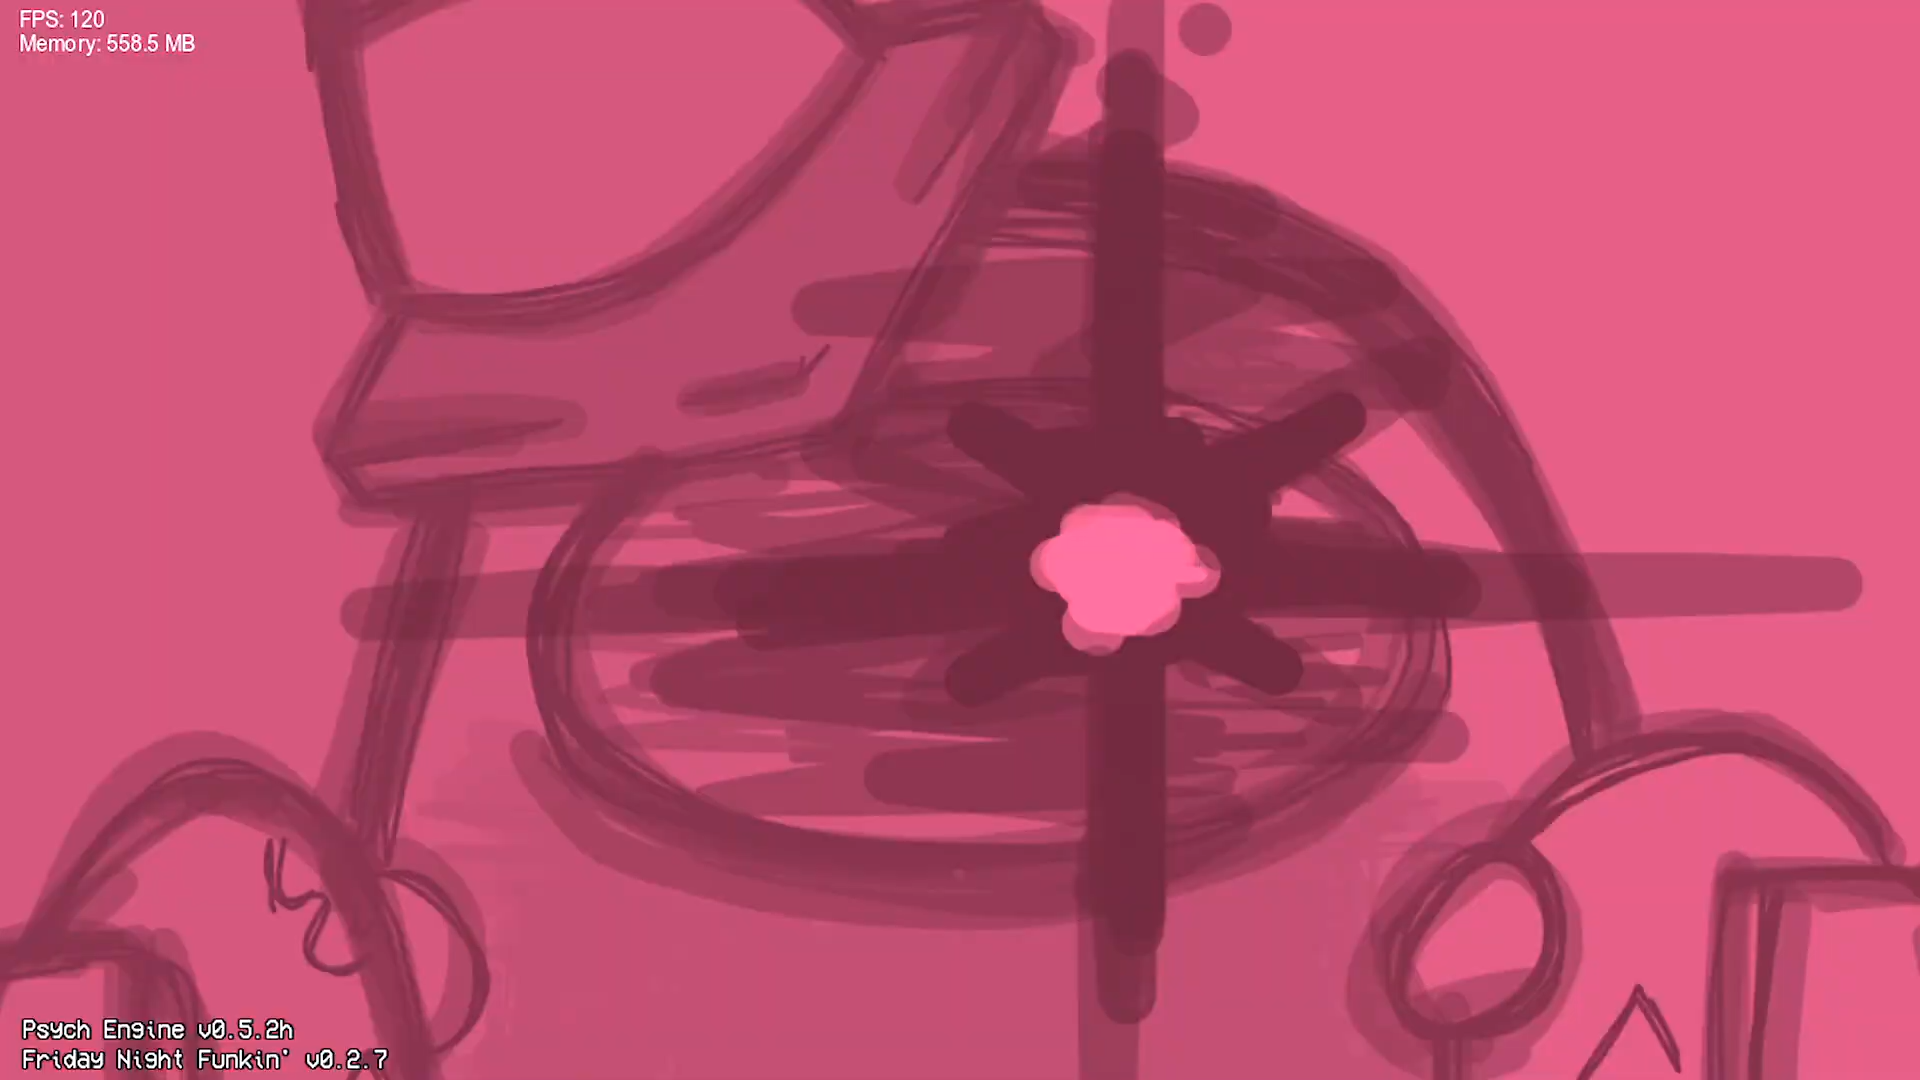 FPS: 120
Memory: 558.5 MB
Psych Engine v0.5.2h
Friday Night Funkin' v0.2.7